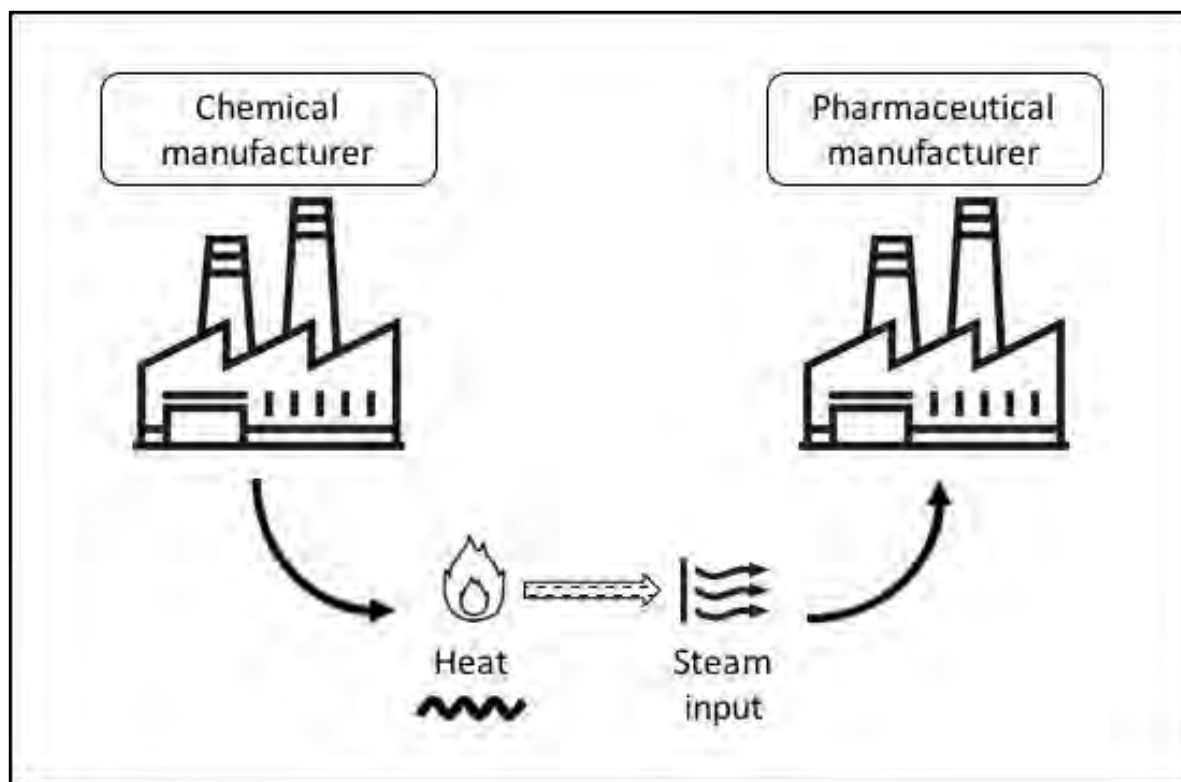 Chemical
manufacturer
Pharmaceutical
manufacturer
Heat
Steam
input